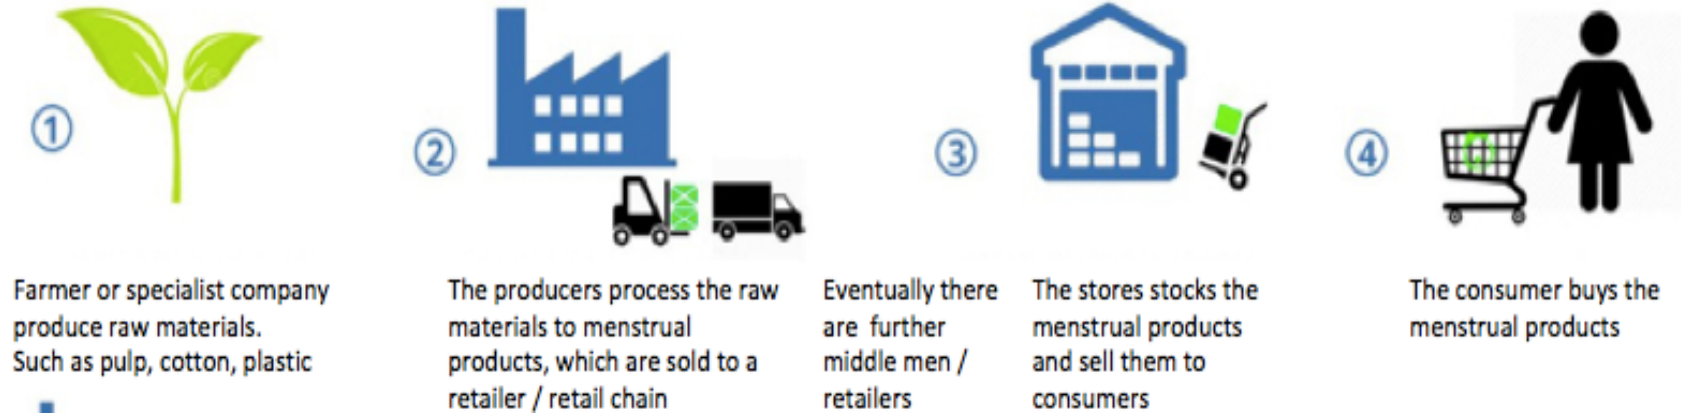 ①
Farmer or specialist company
produce raw materials.
Such as pulp, cotton, plastic
②
The producers process the raw
materials to menstrual
products, which are sold to a
retailer / retail chain
Eventually there
are further
middle men /
retailers
③
The stores stocks the
menstrual products
and sell them to
consumers
④
The consumer buys the
menstrual products